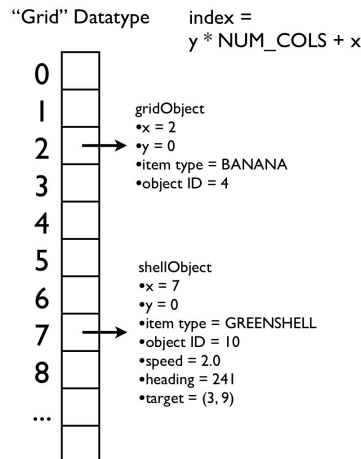 “Grid” Datatype
index =
y * NUM_COLS + x
0
1
2
3
4
5
6
7
8
...
gridObject
•x = 2
•y = 0
•item type = BANANA
•object ID = 4
shellObject
•x = 7
•y = 0
•item type = GREENSHELL
•object ID = 10
•speed = 2.0
•heading = 241
•target = (3, 9)